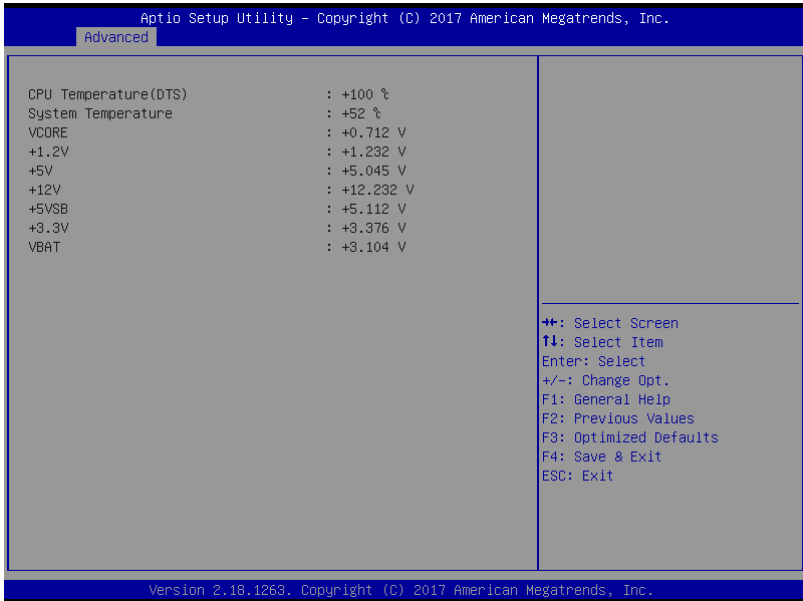 Aptio Setup Utility – Copyright (C) 2017 American Megatrends, Inc.
Advanced
CPU Temperature(DTS) : +100 ℃
System Temperature : +52 ℃
VCORE : +0.712 V
+1.2V : +1.232 V
+5V : +5.045 V
+12V : +12.232 V
+5VSB : +5.112 V
+3.3V : +3.376 V
VBAT : +3.104 V
→←: Select Screen
↑↓: Select Item
Enter: Select
+/-: Change Opt.
F1: General Help
F2: Previous Values
F3: Optimized Defaults
F4: Save & Exit
ESC: Exit
Version 2.18.1263. Copyright (C) 2017 American Megatrends, Inc.